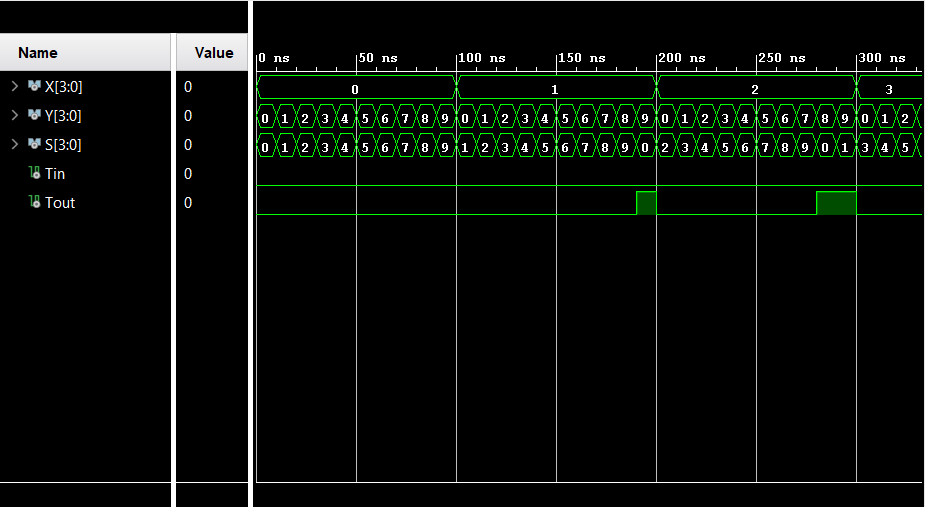 Name Value 0 ns 50 ns 100 ns 150 ns 200 ns 250 ns 300 ns
X[3:0] 0 0 1 2 3
Y[3:0] 0 0 1 2 3 4 5 6 7 8 9 0 1 2 3 4 5 6 7 8 9 0 1 2 3 4 5 6 7 8 9 0 1 2
S[3:0] 0 0 1 2 3 4 5 6 7 8 9 1 2 3 4 5 6 7 8 9 0 2 3 4 5 6 7 8 9 0 1 3 4 5
Tin 0
Tout 0